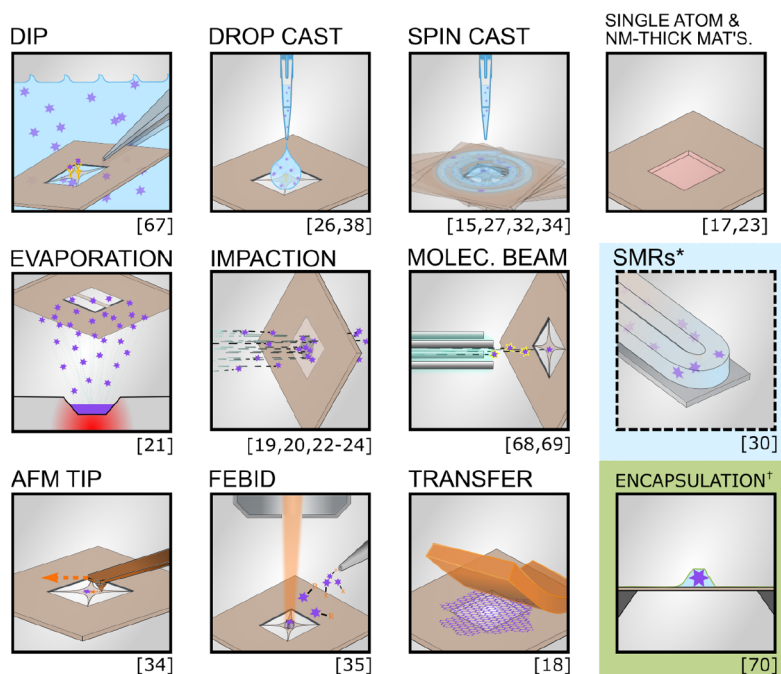 DIP
DROP CAST
SPIN CAST
SINGLE ATOM &
NM-THICK MAT'S.
[67]
[26,38]
[15,27,32,34]
[17,23]
EVAPORATION
IMPACTION
MOLEC. BEAM
SMRs*
[21]
[19,20,22-24]
[68,69]
[30]
AFM TIP
FEBID
TRANSFER
ENCAPSULATION†
[34]
[35]
[18]
[70]